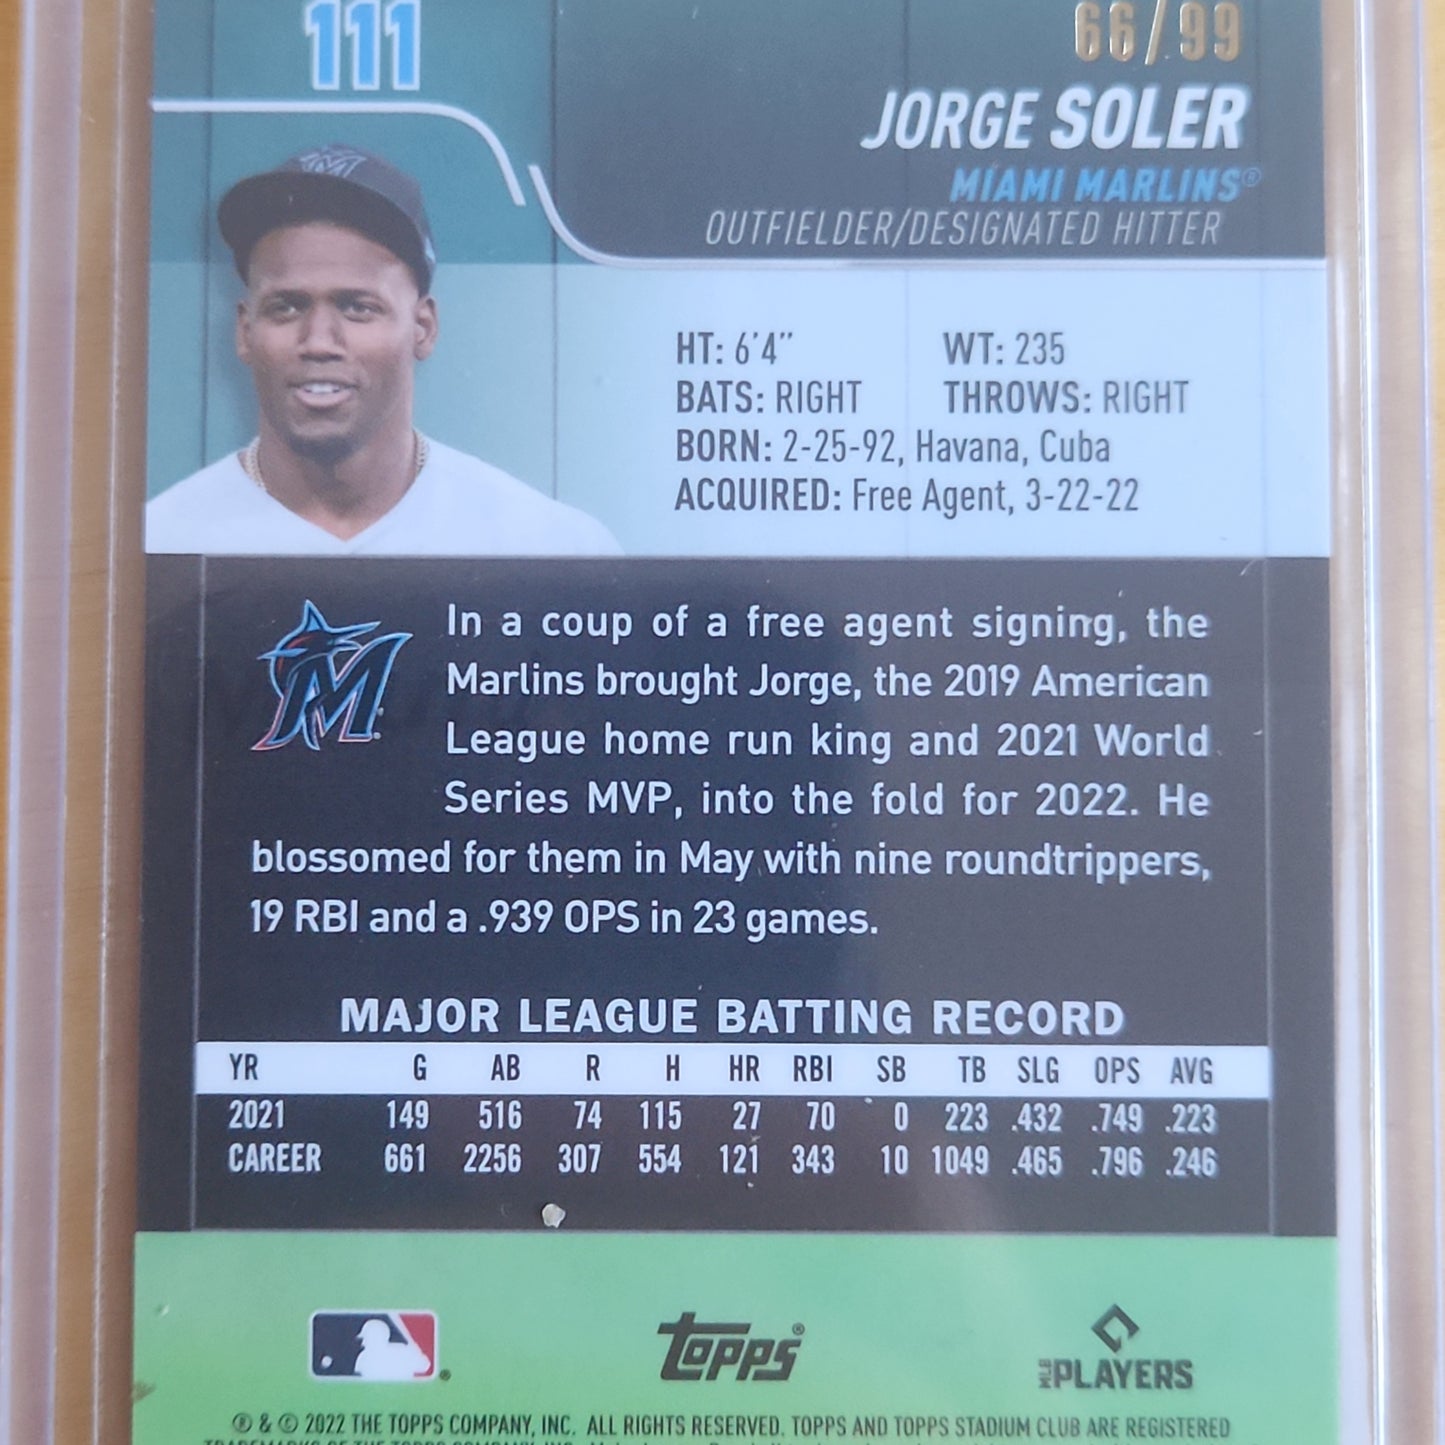 111
66/99
JORGE SOLER
MIAMI MARLINS®
OUTFIELDER/DESIGNATED HITTER
HT: 6'4" WT: 235
BATS: RIGHT THROWS: RIGHT
BORN: 2-25-92, Havana, Cuba
ACQUIRED: Free Agent, 3-22-22
In a coup of a free agent signing, the
Marlins brought Jorge, the 2019 American
League home run king and 2021 World
Series MVP, into the fold for 2022. He
blossomed for them in May with nine roundtrippers,
19 RBI and a .939 OPS in 23 games.
MAJOR LEAGUE BATTING RECORD
YR G AB R H HR RBI SB TB SLG OPS AVG
2021 149 516 74 115 27 70 0 223 .432 .749 .223
CAREER 661 2256 307 554 121 343 10 1049 .465 .796 .246
Topps®
MLB PLAYERS
® & © 2022 THE TOPPS COMPANY, INC. ALL RIGHTS RESERVED. TOPPS AND TOPPS STADIUM CLUB ARE REGISTERED